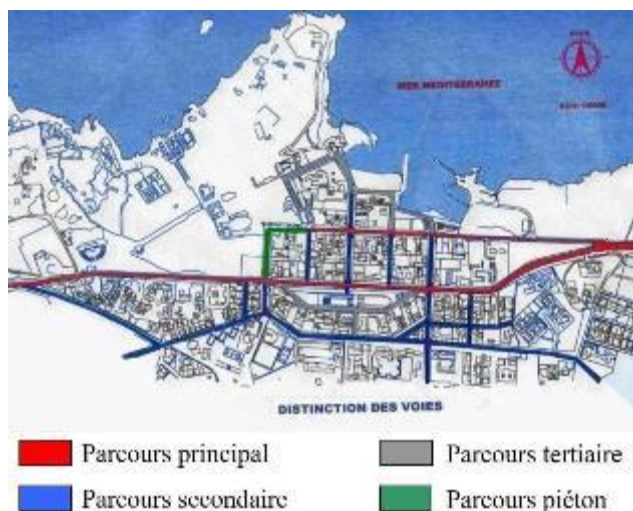 MER MEDITERRANEE
DISTINCTION DES VOIES
Parcours principal
Parcours tertiaire
Parcours secondaire
Parcours piéton